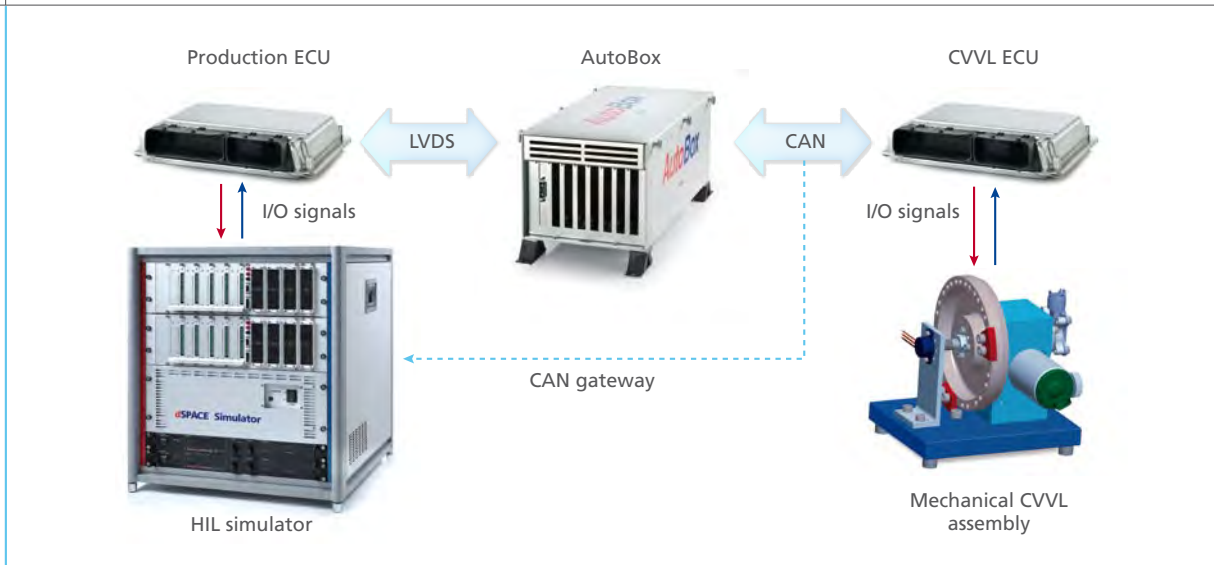 Production ECU
AutoBox
CVVL ECU
LVDS
AutoBox
AutoBox
CAN
I/O signals
I/O signals
CAN gateway
dSPACE Simulator
HIL simulator
Mechanical CVVL
assembly